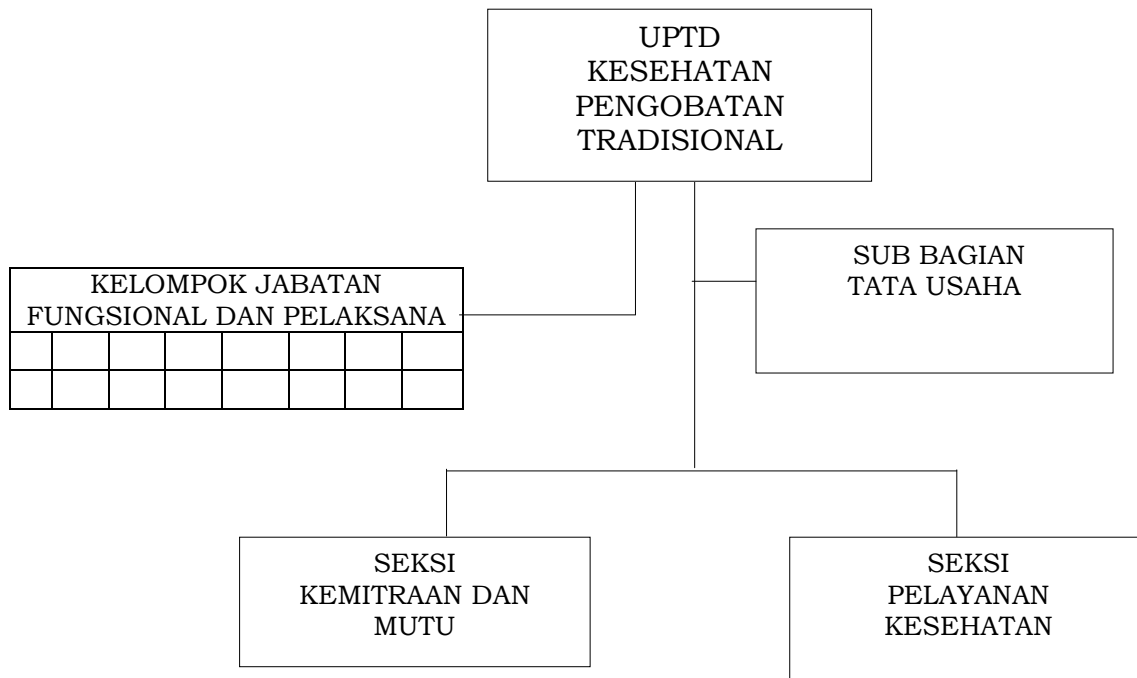 UPTD
KESEHATAN
PENGOBATAN
TRADISIONAL
SUB BAGIAN
TATA USAHA
KELOMPOK JABATAN
FUNGSIONAL DAN PELAKSANA
SEKSI
KEMITRAAN DAN
MUTU
SEKSI
PELAYANAN
KESEHATAN